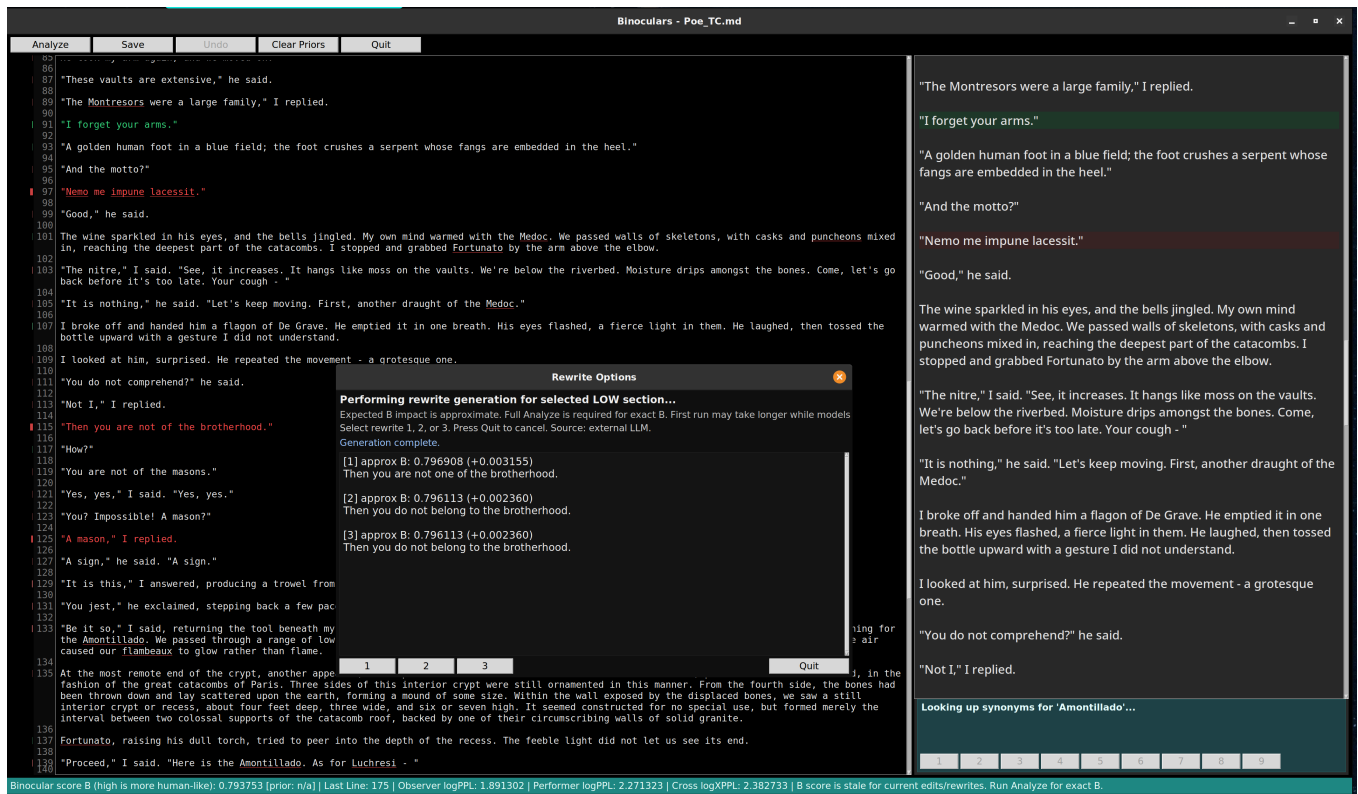 Binoculars - Poe_TC.md
Analyze Save Undo Clear Priors Quit
85
86
87 "These vaults are extensive," he said.
88
89 "The Montresors were a large family," I replied.
90
91 "I forget your arms."
92
93 "A golden human foot in a blue field; the foot crushes a serpent whose fangs are embedded in the heel."
94
95 "And the motto?"
96
97 "Nemo me impune lacessit."
98
99 "Good," he said.
100
101 The wine sparkled in his eyes, and the bells jingled. My own mind warmed with the Medoc. We passed walls of skeletons, with casks and puncheons mixed
in, reaching the deepest part of the catacombs. I stopped and grabbed Fortunato by the arm above the elbow.
102
103 "The nitre," I said. "See, it increases. It hangs like moss on the vaults. We're below the riverbed. Moisture drips amongst the bones. Come, let's go
back before it's too late. Your cough - "
104
105 "It is nothing," he said. "Let's keep moving. First, another draught of the Medoc."
106
107 I broke off and handed him a flagon of De Grave. He emptied it in one breath. His eyes flashed, a fierce light in them. He laughed, then tossed the
bottle upward with a gesture I did not understand.
108
109 I looked at him, surprised. He repeated the movement - a grotesque one.
110
111 "You do not comprehend?" he said.
112
113 "Not I," I replied.
114
115 "Then you are not of the brotherhood."
116
117 "How?"
118
119 "You are not of the masons."
120
121 "Yes, yes," I said. "Yes, yes."
122
123 "You? Impossible! A mason?"
124
125 "A mason," I replied.
126
127 "A sign," he said. "A sign."
128
129 "It is this," I answered, producing a trowel from
130
131 "You jest," he exclaimed, stepping back a few pac
132
133 "Be it so," I said, returning the tool beneath my ning for
the Amontillado. We passed through a range of low e air
caused our flambeaux to glow rather than flame.
134
135 At the most remote end of the crypt, another appe d, in the
fashion of the great catacombs of Paris. Three sides of this interior crypt were still ornamented in this manner. From the fourth side, the bones had
been thrown down and lay scattered upon the earth, forming a mound of some size. Within the wall exposed by the displaced bones, we saw a still
interior crypt or recess, about four feet deep, three wide, and six or seven high. It seemed constructed for no special use, but formed merely the
interval between two colossal supports of the catacomb roof, backed by one of their circumscribing walls of solid granite.
136
137 Fortunato, raising his dull torch, tried to peer into the depth of the recess. The feeble light did not let us see its end.
138
139 "Proceed," I said. "Here is the Amontillado. As for Luchresi - "
140
Rewrite Options
Performing rewrite generation for selected LOW section...
Expected B impact is approximate. Full Analyze is required for exact B. First run may take longer while models
Select rewrite 1, 2, or 3. Press Quit to cancel. Source: external LLM.
Generation complete.
[1] approx B: 0.796908 (+0.003155)
Then you are not one of the brotherhood.
[2] approx B: 0.796113 (+0.002360)
Then you do not belong to the brotherhood.
[3] approx B: 0.796113 (+0.002360)
Then you do not belong to the brotherhood.
1 2 3 Quit
"The Montresors were a large family," I replied.
"I forget your arms."
"A golden human foot in a blue field; the foot crushes a serpent whose
fangs are embedded in the heel."
"And the motto?"
"Nemo me impune lacessit."
"Good," he said.
The wine sparkled in his eyes, and the bells jingled. My own mind
warmed with the Medoc. We passed walls of skeletons, with casks and
puncheons mixed in, reaching the deepest part of the catacombs. I
stopped and grabbed Fortunato by the arm above the elbow.
"The nitre," I said. "See, it increases. It hangs like moss on the vaults.
We're below the riverbed. Moisture drips amongst the bones. Come,
let's go back before it's too late. Your cough - "
"It is nothing," he said. "Let's keep moving. First, another draught of the
Medoc."
I broke off and handed him a flagon of De Grave. He emptied it in one
breath. His eyes flashed, a fierce light in them. He laughed, then tossed
the bottle upward with a gesture I did not understand.
I looked at him, surprised. He repeated the movement - a grotesque
one.
"You do not comprehend?" he said.
"Not I," I replied.
Looking up synonyms for 'Amontillado'...
1 2 3 4 5 6 7 8 9
Binocular score B (high is more human-like): 0.793753 [prior: n/a] | Last Line: 175 | Observer logPPL: 1.891302 | Performer logPPL: 2.271323 | Cross logXPPL: 2.382733 | B score is stale for current edits/rewrites. Run Analyze for exact B.